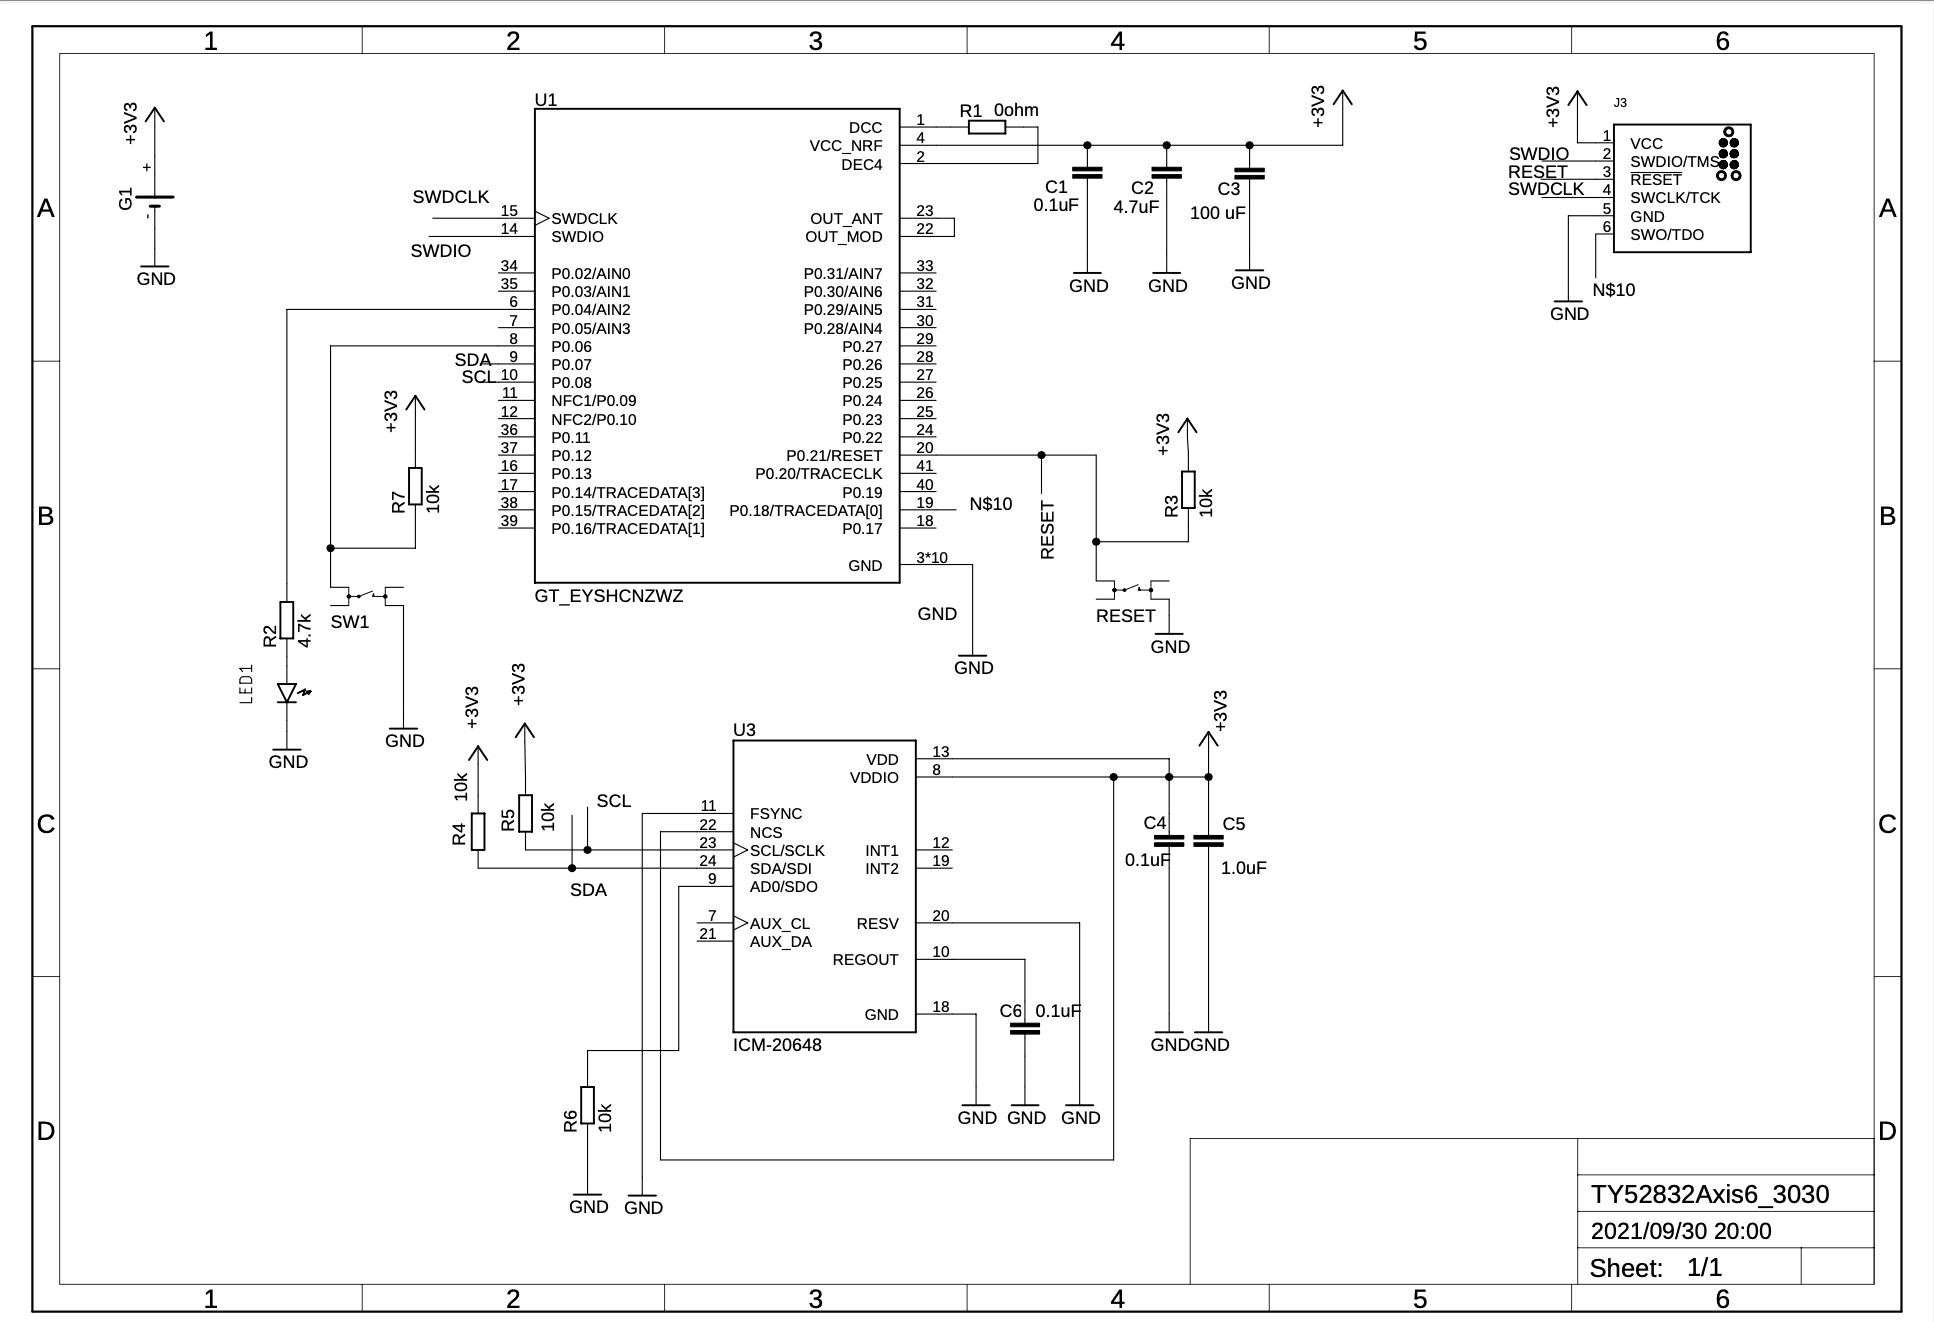 1 2 3 4 5 6
A
B
C
D
A
B
C
D
1 2 3 4 5 6
+3V3
+
G1
-
GND
U1
SWDCLK
SWDIO
15 SWDCLK
14 SWDIO
34 P0.02/AIN0
35 P0.03/AIN1
6 P0.04/AIN2
7 P0.05/AIN3
8 P0.06
SDA 9 P0.07
SCL 10 P0.08
11 NFC1/P0.09
12 NFC2/P0.10
36 P0.11
37 P0.12
16 P0.13
17 P0.14/TRACEDATA[3]
38 P0.15/TRACEDATA[2]
39 P0.16/TRACEDATA[1]
DCC 1
VCC_NRF 4
DEC4 2
OUT_ANT 23
OUT_MOD 22
P0.31/AIN7 33
P0.30/AIN6 32
P0.29/AIN5 31
P0.28/AIN4 30
P0.27 29
P0.26 28
P0.25 27
P0.24 26
P0.23 25
P0.22 24
P0.21/RESET 20
P0.20/TRACECLK 41
P0.19 40
P0.18/TRACEDATA[0] 19 N$10
P0.17 18
GND 3*10
GT_EYSHCNZWZ
GND
GND
R1 0ohm
+3V3
C1
0.1uF
GND
C2
4.7uF
GND
C3
100 uF
GND
+3V3
J3
1 VCC
SWDIO 2 SWDIO/TMS
RESET 3 RESET
SWDCLK 4 SWCLK/TCK
5 GND
6 SWO/TDO
N$10
GND
+3V3
R7
10k
SW1
GND
R2
4.7k
LED1
GND
RESET
+3V3
R3
10k
RESET
GND
+3V3
10k
R4
+3V3
R5
10k
SCL
SDA
U3
11 FSYNC
22 NCS
23 SCL/SCLK
24 SDA/SDI
9 AD0/SDO
7 AUX_CL
21 AUX_DA
VDD 13
VDDIO 8
INT1 12
INT2 19
RESV 20
REGOUT 10
GND 18
ICM-20648
+3V3
C4
0.1uF
C5
1.0uF
GND
GND
C6 0.1uF
GND
GND
GND
R6
10k
GND
GND
TY52832Axis6_3030
2021/09/30 20:00
Sheet: 1/1